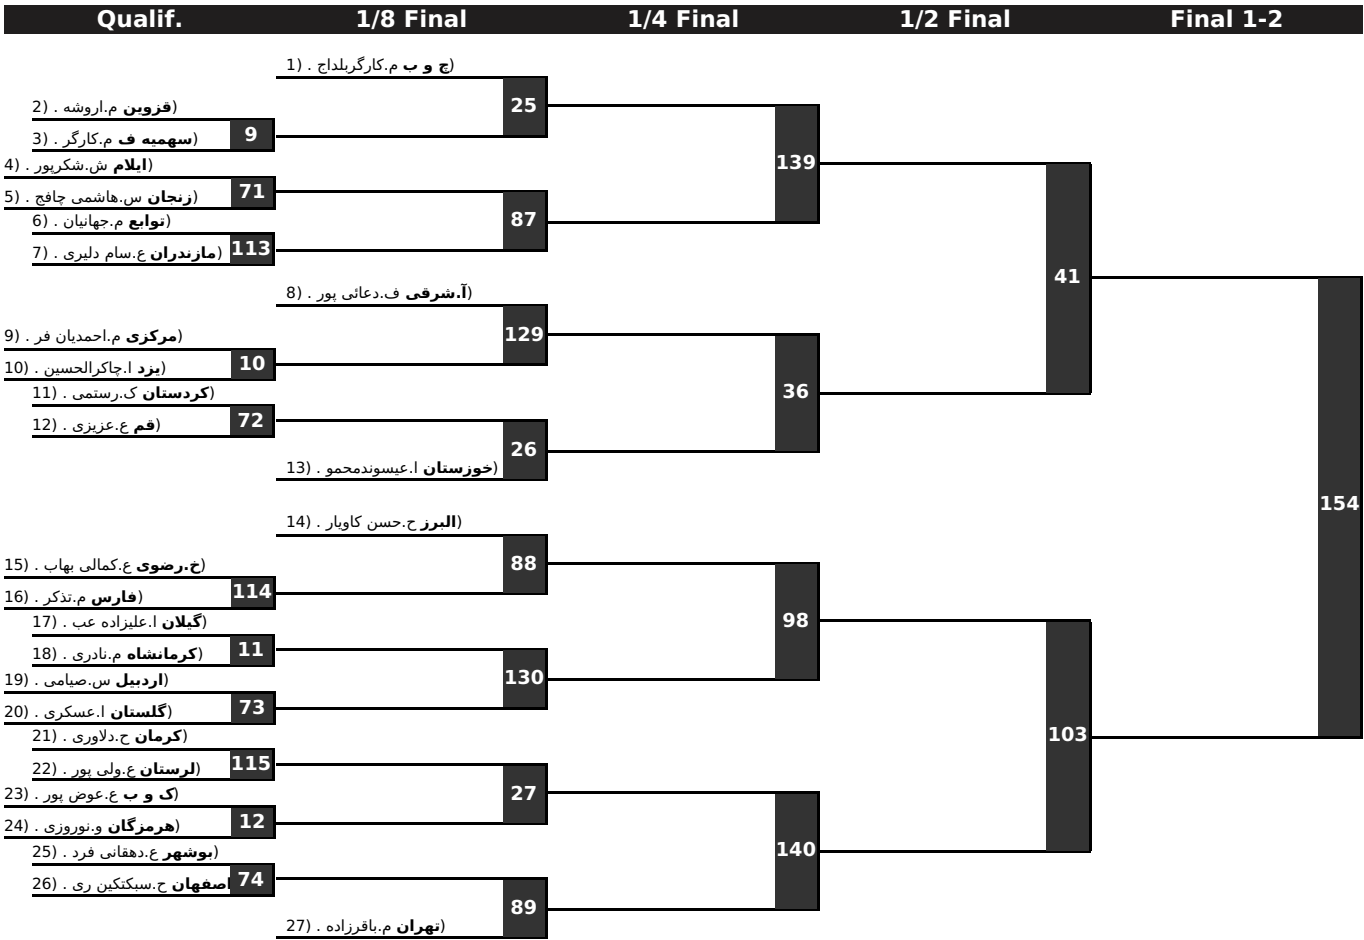 Qualif. 1/8 Final 1/4 Final 1/2 Final Final 1-2
1) . م.کارگربلداج چ و ب)
25
2) . م.اروشه قزوین)
9
3) . م.کارگر سهمیه ف)
139
4) . ش.شکرپور ایلام)
71
5) . س.هاشمی چافچ زنجان)
87
6) . م.جهانیان توابع)
113
7) . ع.سام دلیری مازندران)
41
8) . ف.دعائی پور آ.شرقی)
129
9) . م.احمدیان فر مرکزی)
10
10) . ا.چاکرالحسین یزد)
36
11) . ک.رستمی کردستان)
72
12) . ع.عزیزی قم)
26
13) . ا.عیسوندمحمو خوزستان)
154
14) . ح.حسن کاویار البرز)
88
15) . ع.کمالی بهاب خ.رضوی)
114
16) . م.تذکر فارس)
98
17) . ا.علیزاده عب گیلان)
11
18) . م.نادری کرمانشاه)
130
19) . س.صیامی اردبیل)
73
20) . ا.عسکری گلستان)
103
21) . ح.دلاوری کرمان)
115
22) . ع.ولی پور لرستان)
27
23) . ع.عوض پور ک و ب)
12
24) . و.نوروزی هرمزگان)
140
25) . ع.دهقانی فرد بوشهر)
74
26) . ح.سبکتکین ری اصفهان
89
27) . م.باقرزاده تهران)